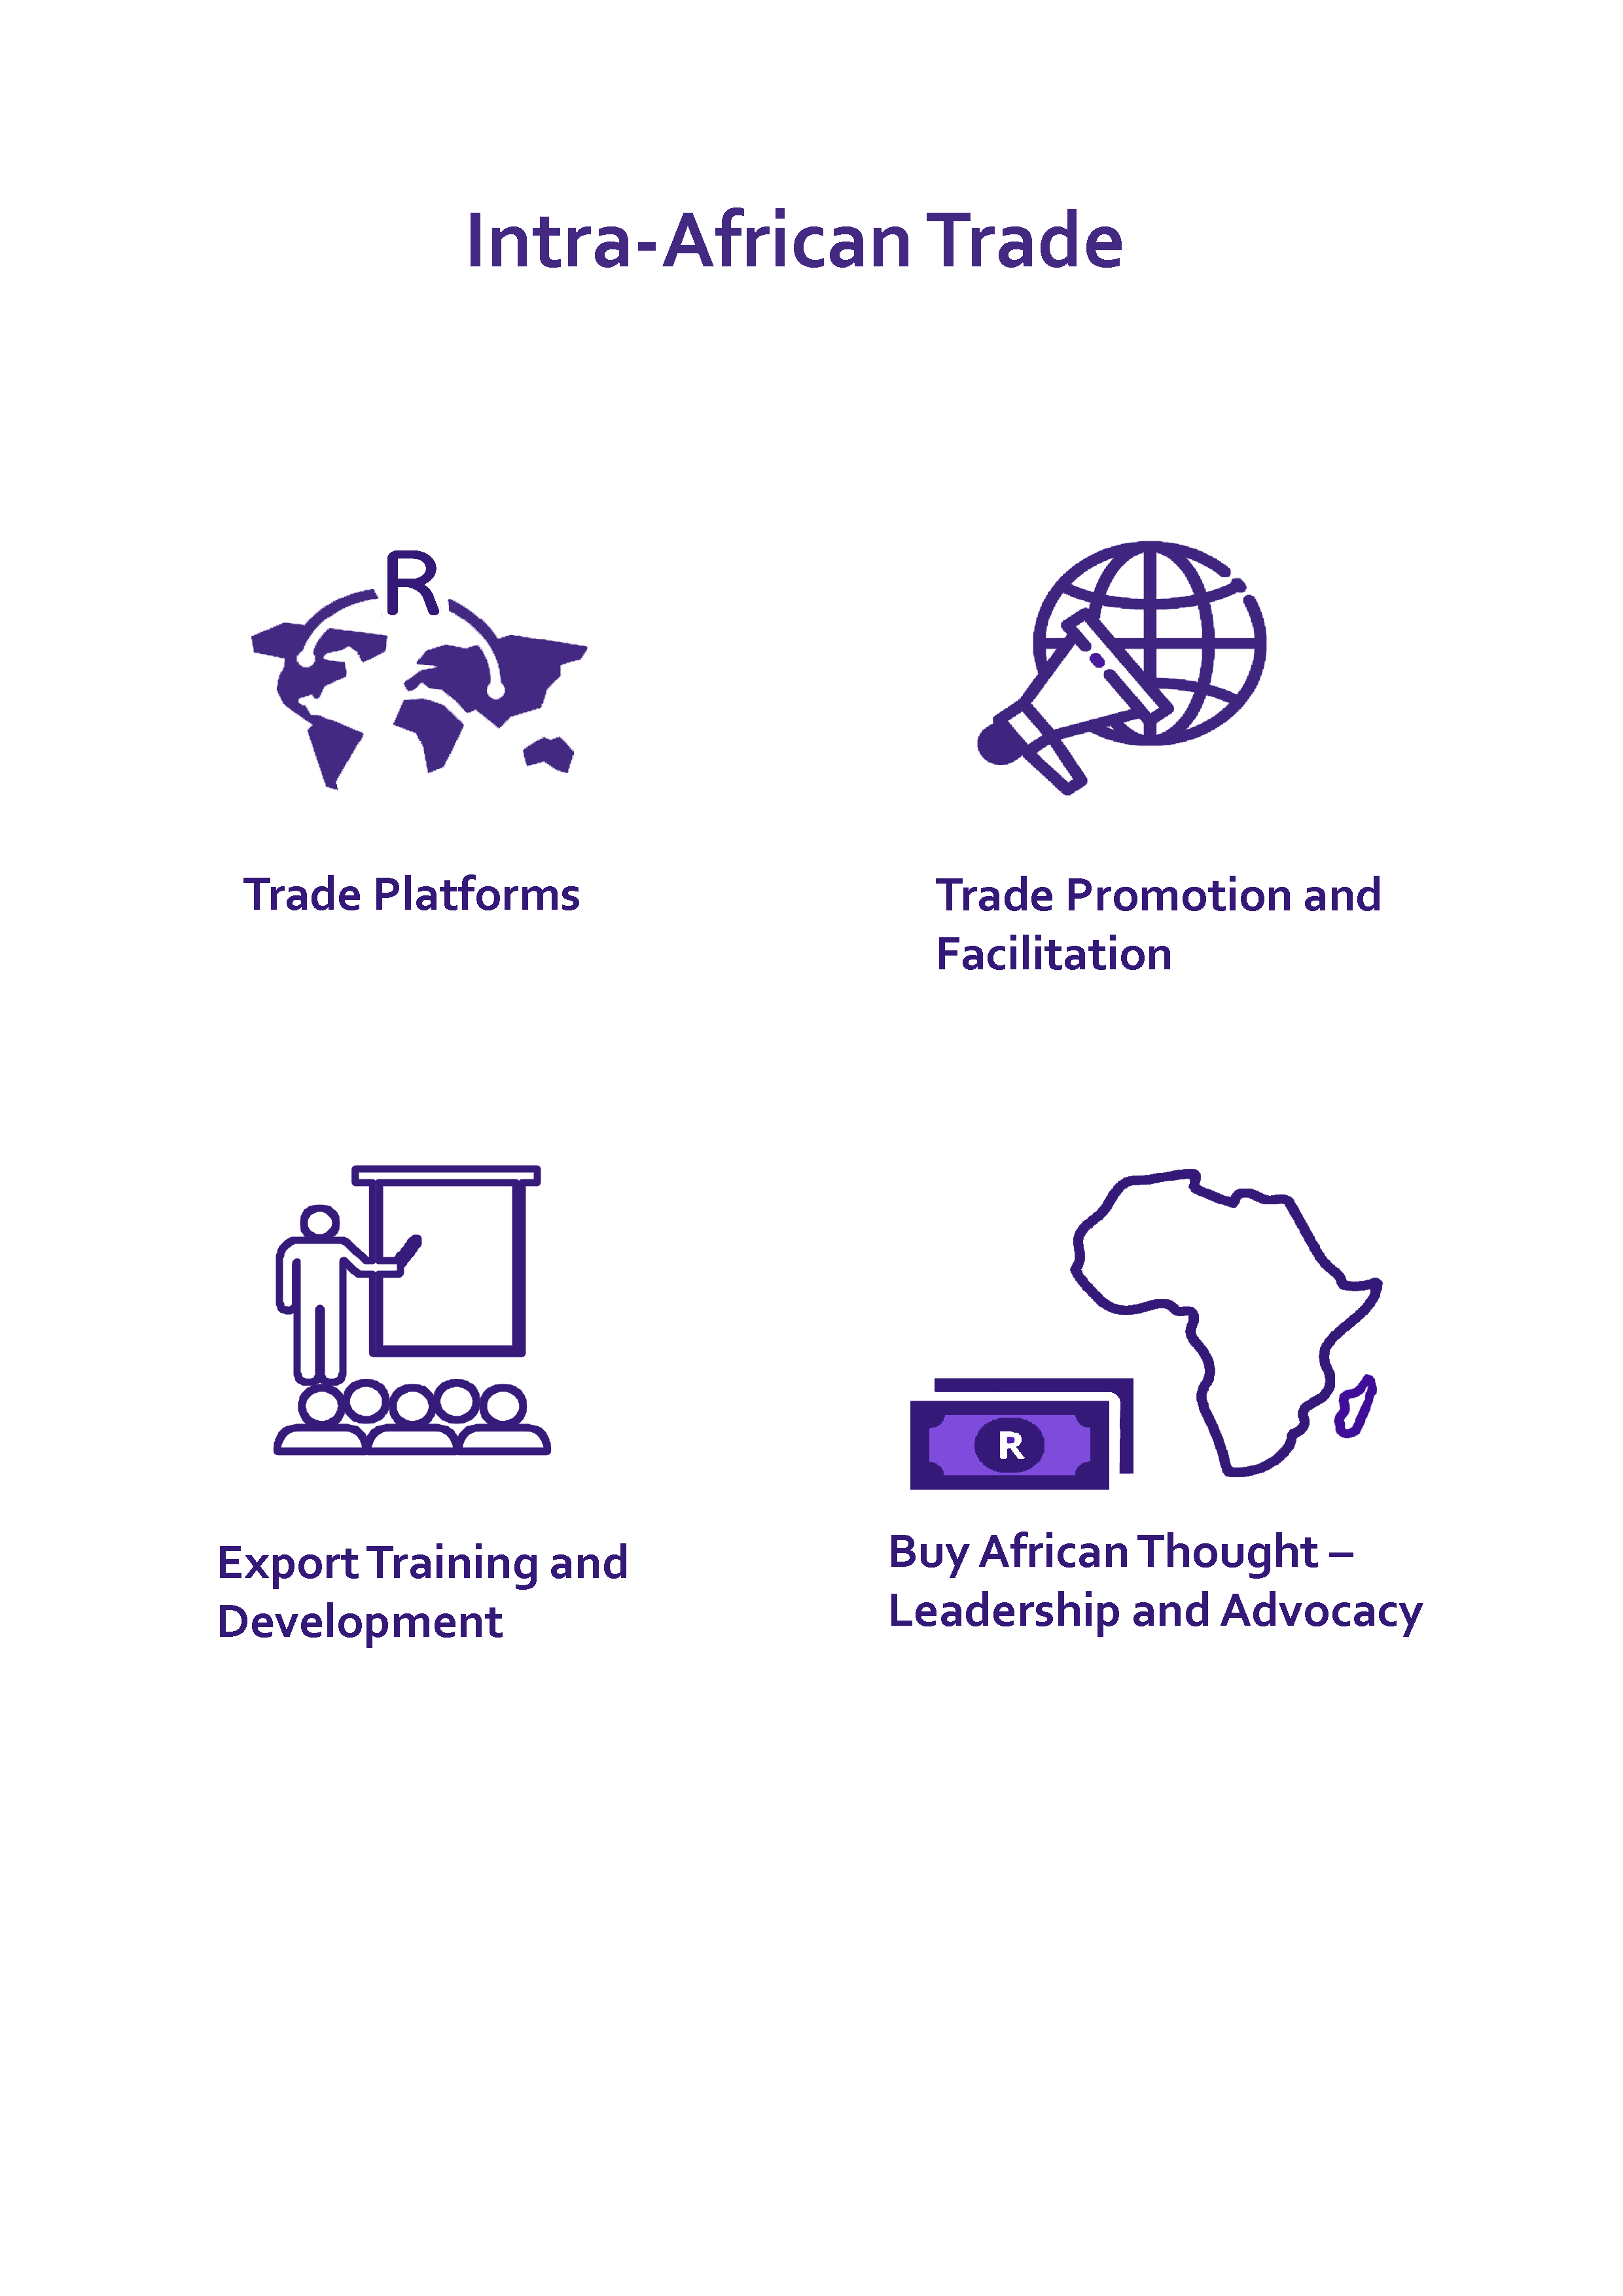 Intra-African Trade
R
Trade Platforms
Trade Promotion and
Facilitation
R
Export Training and
Development
Buy African Thought –
Leadership and Advocacy